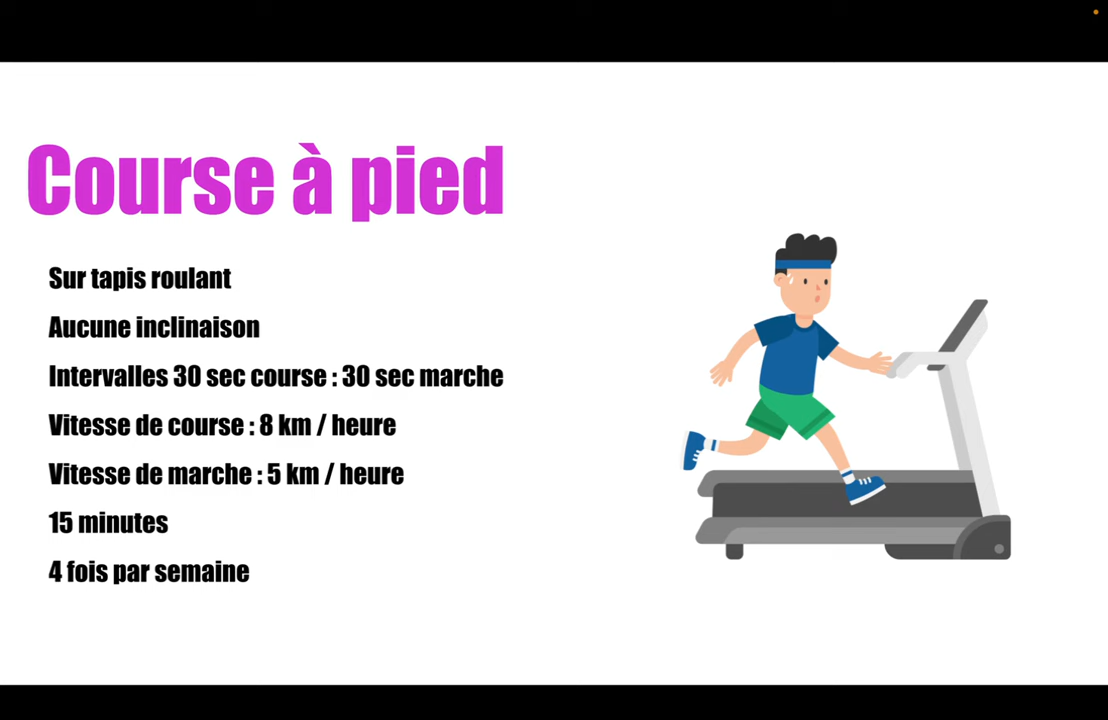 Course à pied
Sur tapis roulant
Aucune inclinaison
Intervalles 30 sec course : 30 sec marche
Vitesse de course : 8 km / heure
Vitesse de marche : 5 km / heure
15 minutes
4 fois par semaine